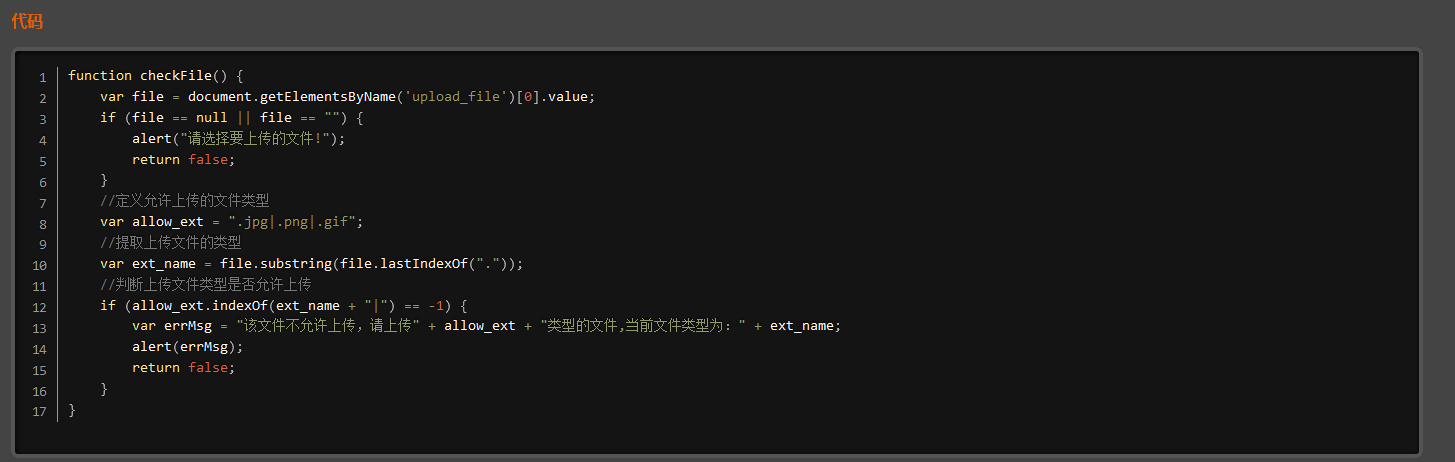 代码
1 function checkFile() {
2     var file = document.getElementsByName('upload_file')[0].value;
3     if (file == null || file == "") {
4         alert("请选择要上传的文件!");
5         return false;
6     }
7     //定义允许上传的文件类型
8     var allow_ext = ".jpg|.png|.gif";
9     //提取上传文件的类型
10     var ext_name = file.substring(file.lastIndexOf("."));
11     //判断上传文件类型是否允许上传
12     if (allow_ext.indexOf(ext_name + "|") == -1) {
13         var errMsg = "该文件不允许上传，请上传" + allow_ext + "类型的文件,当前文件类型为：" + ext_name;
14         alert(errMsg);
15         return false;
16     }
17 }